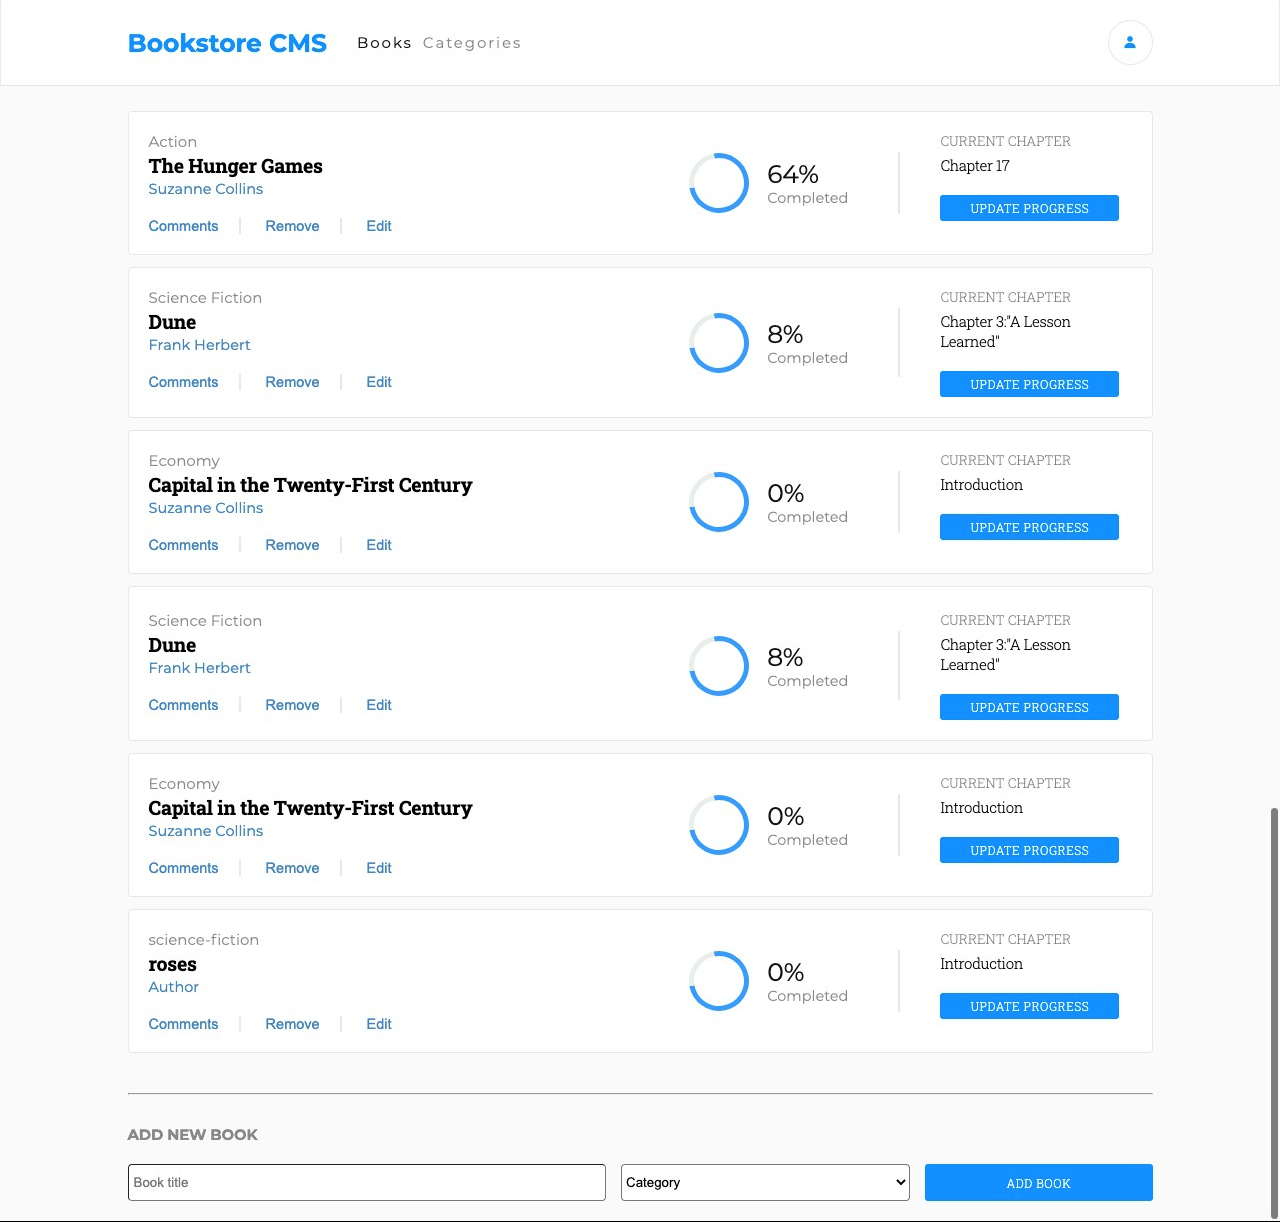 Bookstore CMS
Books
Categories
Action
The Hunger Games
Suzanne Collins
Comments
Remove
Edit
64%
Completed
CURRENT CHAPTER
Chapter 17
UPDATE PROGRESS
Science Fiction
Dune
Frank Herbert
Comments
Remove
Edit
8%
Completed
CURRENT CHAPTER
Chapter 3:"A Lesson
Learned"
UPDATE PROGRESS
Economy
Capital in the Twenty-First Century
Suzanne Collins
Comments
Remove
Edit
0%
Completed
CURRENT CHAPTER
Introduction
UPDATE PROGRESS
Science Fiction
Dune
Frank Herbert
Comments
Remove
Edit
8%
Completed
CURRENT CHAPTER
Chapter 3:"A Lesson
Learned"
UPDATE PROGRESS
Economy
Capital in the Twenty-First Century
Suzanne Collins
Comments
Remove
Edit
0%
Completed
CURRENT CHAPTER
Introduction
UPDATE PROGRESS
science-fiction
roses
Author
Comments
Remove
Edit
0%
Completed
CURRENT CHAPTER
Introduction
UPDATE PROGRESS
ADD NEW BOOK
Book title
Category
ADD BOOK